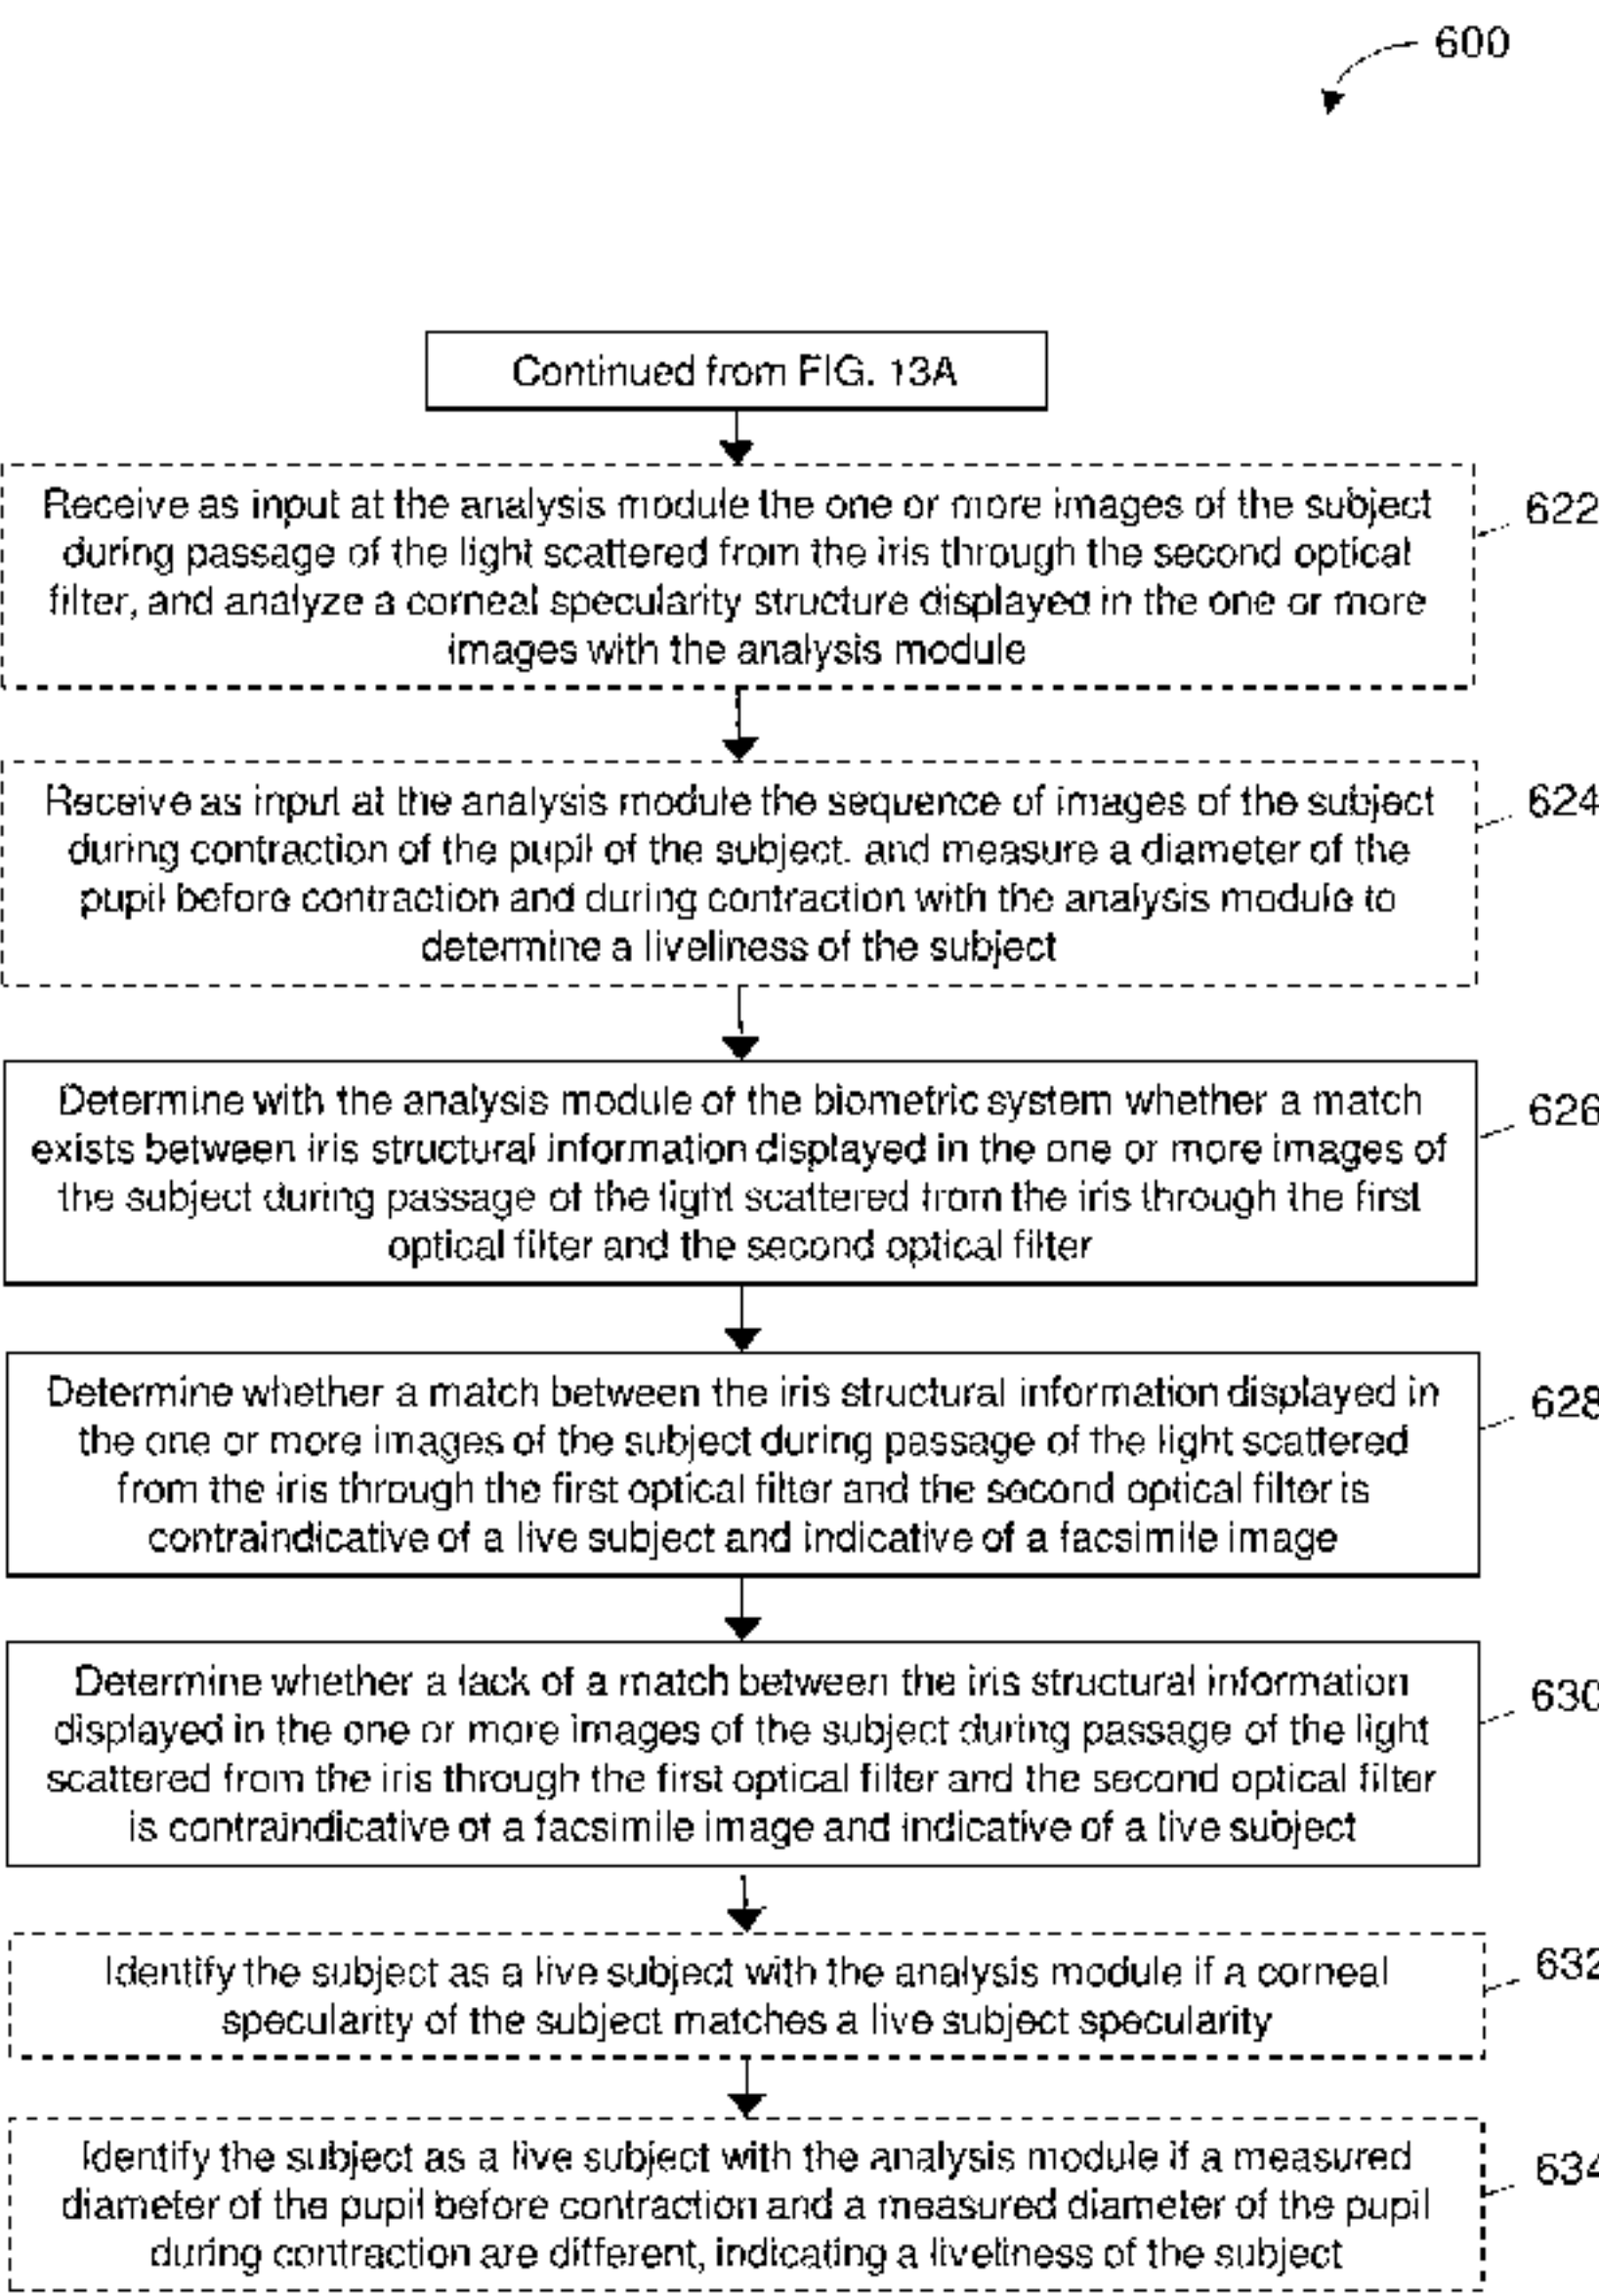 600
Continued from FIG. 13A
Receive as input at the analysis module the one or more images of the subject
during passage of the light scattered from the iris through the second optical
filter, and analyze a corneal specularity structure displayed in the one or more
images with the analysis module
622
Receive as input at the analysis module the sequence of images of the subject
during contraction of the pupil of the subject. and measure a diameter of the
pupil before contraction and during contraction with the analysis module to
determine a liveliness of the subject
624
Determine with the analysis module of the biometric system whether a match
exists between iris structural information displayed in the one or more images of
the subject during passage of the light scattered from the iris through the first
optical filter and the second optical filter
626
Determine whether a match between the iris structural information displayed in
the one or more images of the subject during passage of the light scattered
from the iris through the first optical filter and the second optical filter is
contraindicative of a live subject and indicative of a facsimile image
628
Determine whether a lack of a match between the iris structural information
displayed in the one or more images of the subject during passage of the light
scattered from the iris through the first optical filter and the second optical filter
is contraindicative of a facsimile image and indicative of a live subject
630
Identify the subject as a live subject with the analysis module if a corneal
specularity of the subject matches a live subject specularity
632
Identify the subject as a live subject with the analysis module if a measured
diameter of the pupil before contraction and a measured diameter of the pupil
during contraction are different, indicating a liveliness of the subject
634